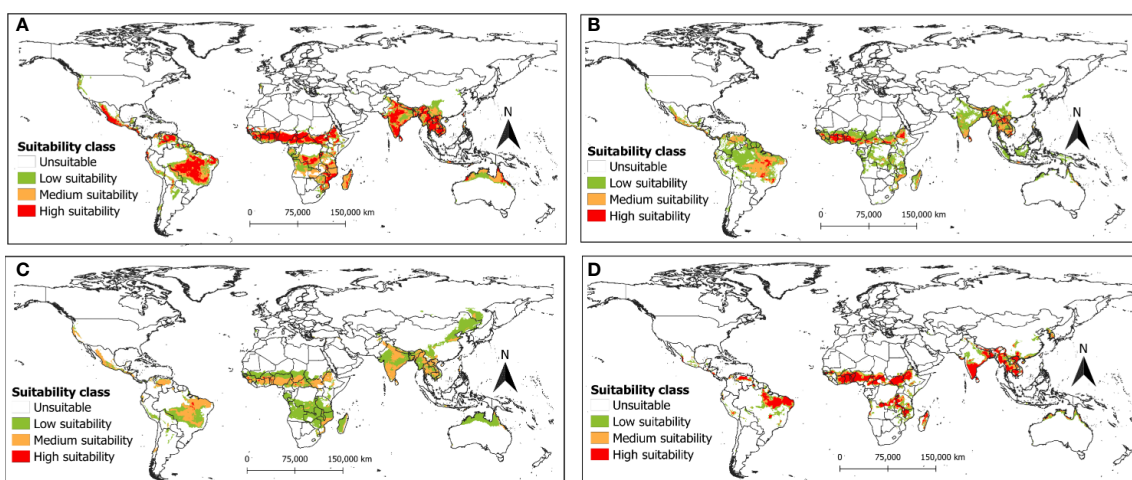 A
N
Suitability class
Unsuitable
Low suitability
Medium suitability
High suitability
0 75,000 150,000 km
B
N
Suitability class
Unsuitable
Low suitability
Medium suitability
High suitability
0 75,000 150,000 km
C
N
Suitability class
Unsuitable
Low suitability
Medium suitability
High suitability
0 75,000 150,000 km
D
N
Suitability class
Unsuitable
Low suitability
Medium suitability
High suitability
0 75,000 150,000 km